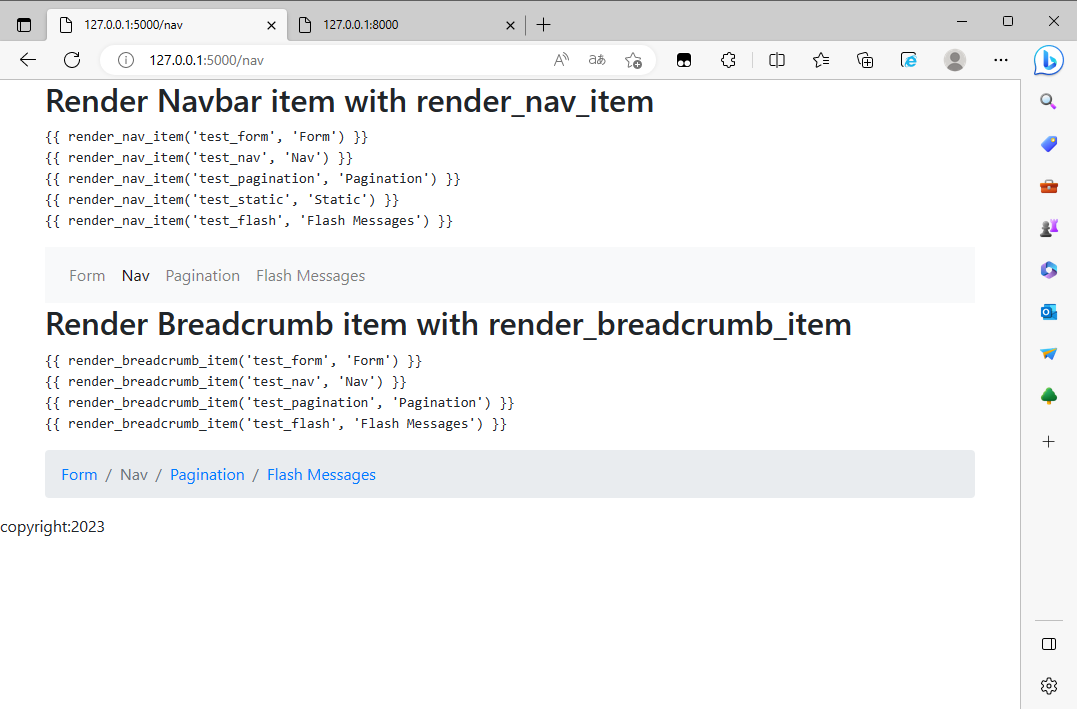 127.0.0.1:5000/nav
127.0.0.1:8000
127.0.0.1:5000/nav
Render Navbar item with render_nav_item
{{ render_nav_item('test_form', 'Form') }}
{{ render_nav_item('test_nav', 'Nav') }}
{{ render_nav_item('test_pagination', 'Pagination') }}
{{ render_nav_item('test_static', 'Static') }}
{{ render_nav_item('test_flash', 'Flash Messages') }}
Form Nav Pagination Flash Messages
Render Breadcrumb item with render_breadcrumb_item
{{ render_breadcrumb_item('test_form', 'Form') }}
{{ render_breadcrumb_item('test_nav', 'Nav') }}
{{ render_breadcrumb_item('test_pagination', 'Pagination') }}
{{ render_breadcrumb_item('test_flash', 'Flash Messages') }}
Form / Nav / Pagination / Flash Messages
copyright:2023